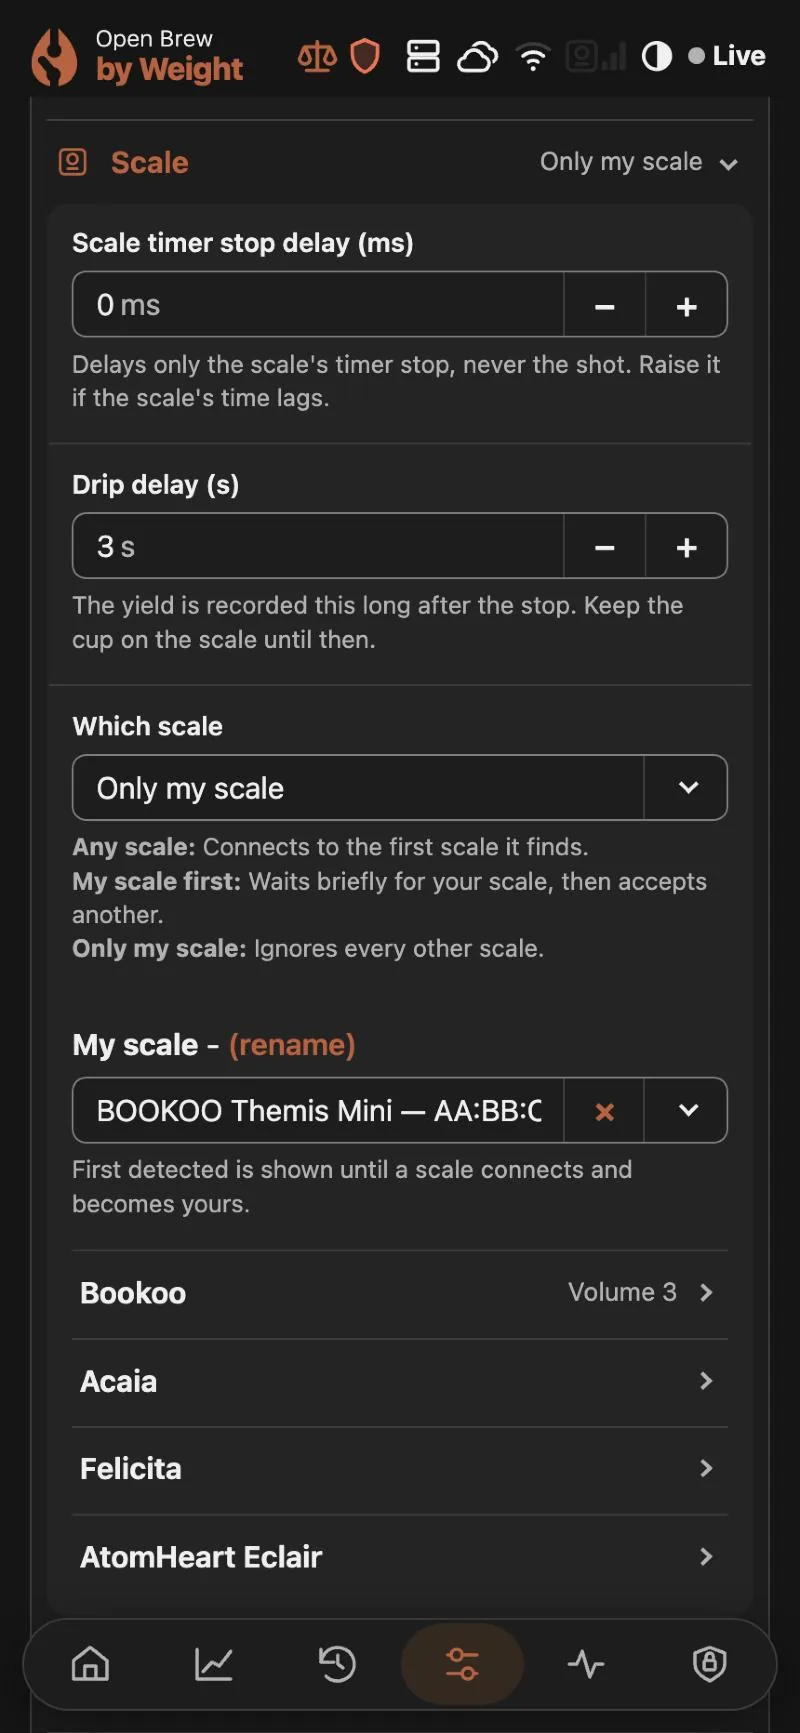 Open Brew
by Weight
Live
Scale
Only my scale
Scale timer stop delay (ms)
0 ms
Delays only the scale's timer stop, never the shot. Raise it
if the scale's time lags.
Drip delay (s)
3 s
The yield is recorded this long after the stop. Keep the
cup on the scale until then.
Which scale
Only my scale
Any scale: Connects to the first scale it finds.
My scale first: Waits briefly for your scale, then accepts
another.
Only my scale: Ignores every other scale.
My scale - (rename)
BOOKOO Themis Mini — AA:BB:C
First detected is shown until a scale connects and
becomes yours.
Bookoo
Volume 3
Acaia
Felicita
AtomHeart Eclair